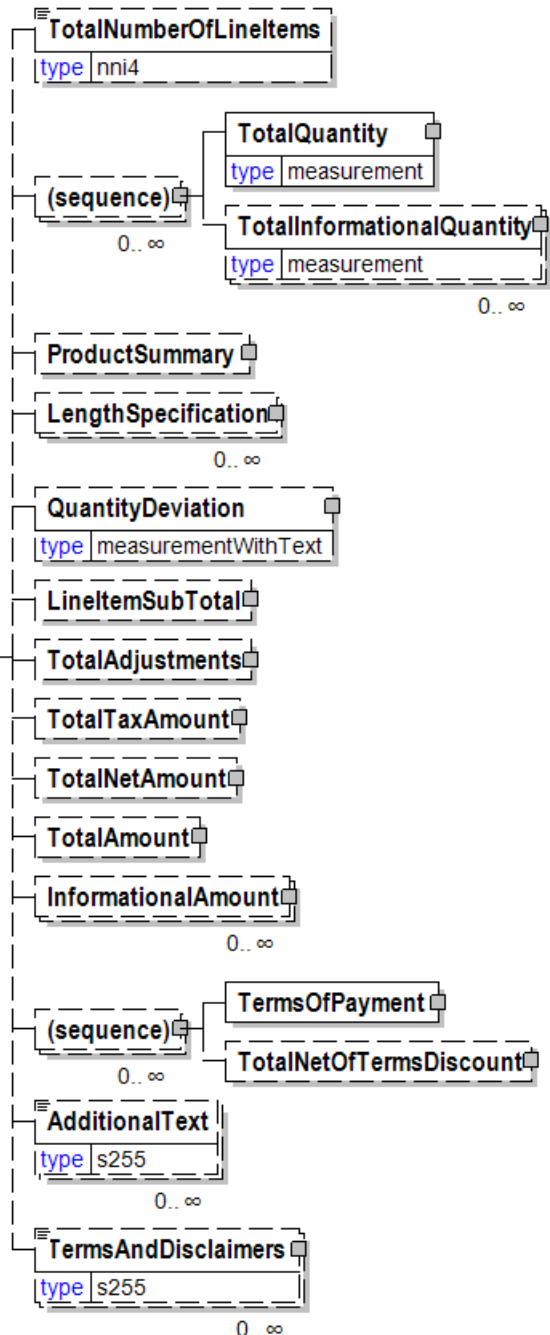 TotalNumberOfLineItems
type nni4
TotalQuantity
type measurement
(sequence)
0.. ∞
TotalInformationalQuantity
type measurement
0.. ∞
ProductSummary
LengthSpecification
0.. ∞
QuantityDeviation
type measurementWithText
LineItemSubTotal
TotalAdjustments
TotalTaxAmount
TotalNetAmount
TotalAmount
InformationalAmount
0.. ∞
TermsOfPayment
(sequence)
0.. ∞
TotalNetOfTermsDiscount
AdditionalText
type s255
0.. ∞
TermsAndDisclaimers
type s255
0.. ∞